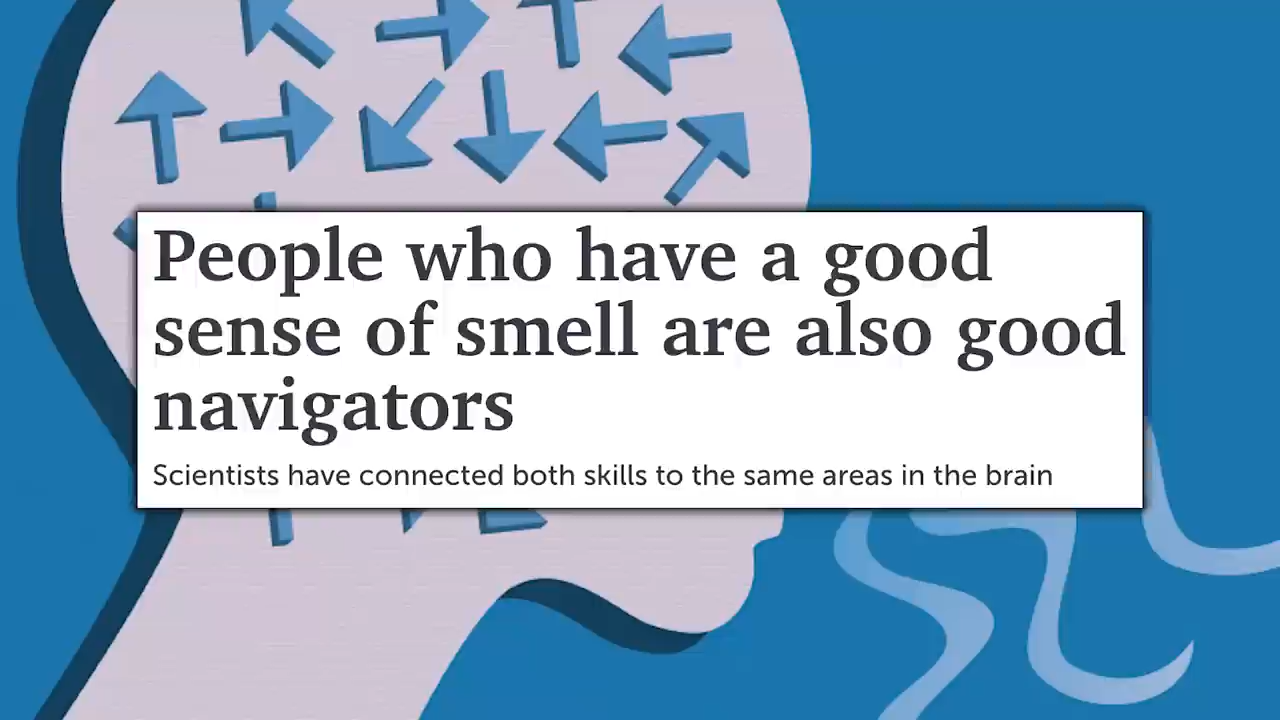 People who have a good
sense of smell are also good
navigators
Scientists have connected both skills to the same areas in the brain